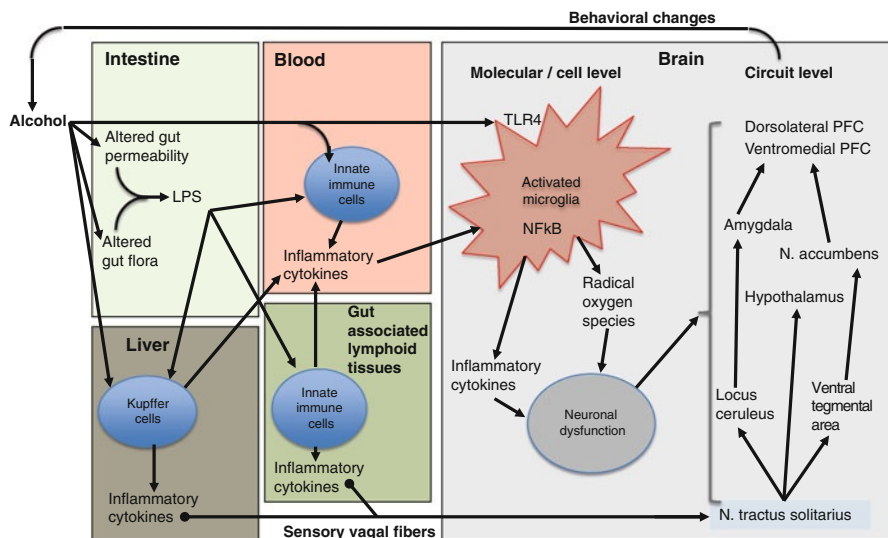 Behavioral changes
Intestine
Blood
Brain
Molecular / cell level
Circuit level
Alcohol
TLR4
Altered gut
permeability
LPS
Altered
gut flora
Innate
immune
cells
Inflammatory
cytokines
Activated
microglia
NFkB
Radical
oxygen
species
Inflammatory
cytokines
Neuronal
dysfunction
Dorsolateral PFC
Ventromedial PFC
Amygdala
N. accumbens
Hypothalamus
Locus
ceruleus
Ventral
tegmental
area
N. tractus solitarius
Liver
Kupffer
cells
Inflammatory
cytokines
Gut
associated
lymphoid
tissues
Innate
immune
cells
Inflammatory
cytokines
Sensory vagal fibers